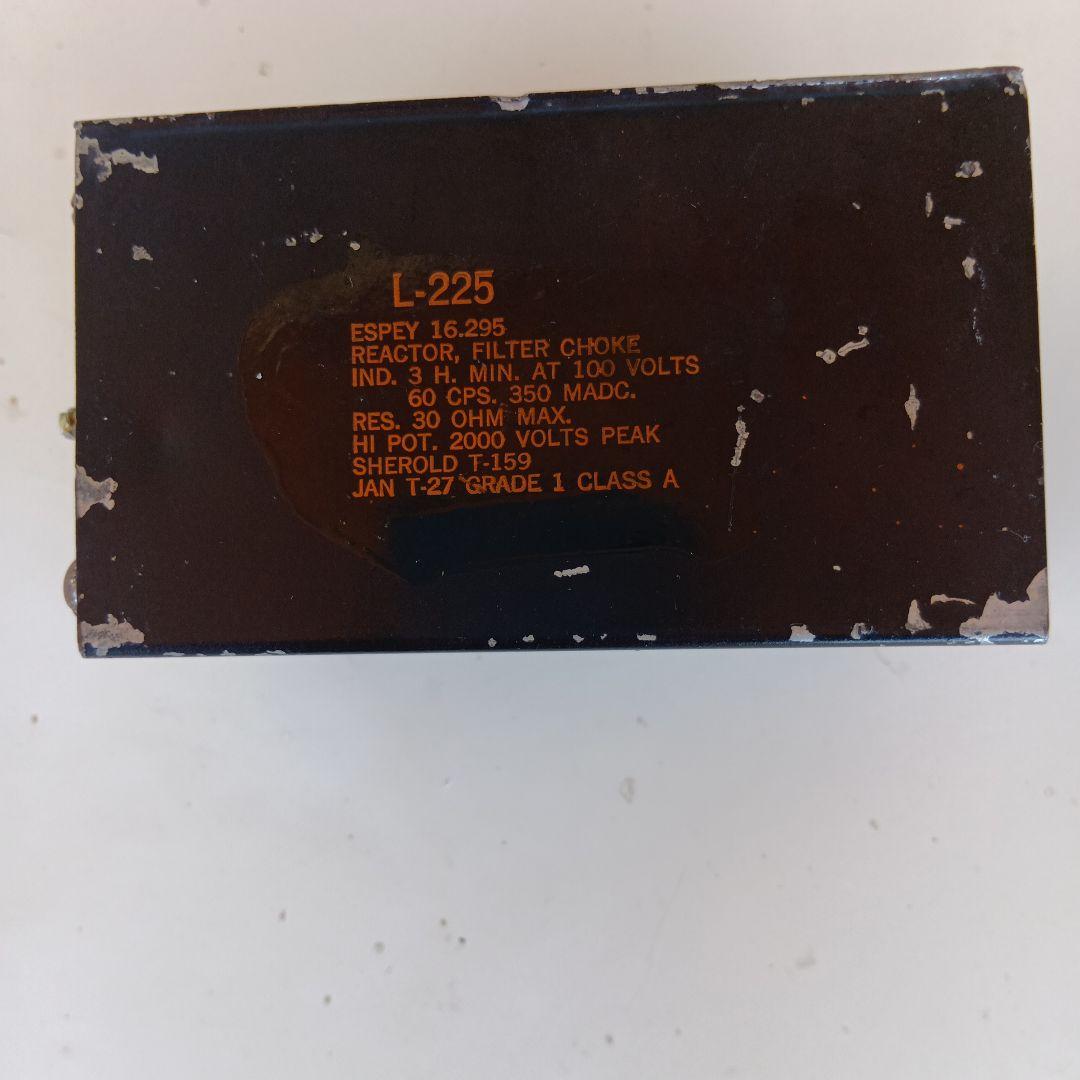 L-225
ESPEY 16.295
REACTOR, FILTER CHOKE
IND. 3 H. MIN. AT 100 VOLTS
60 CPS. 350 MADC.
RES. 30 OHM MAX.
HI POT. 2000 VOLTS PEAK
SHEROLD T-159
JAN T-27 GRADE 1 CLASS A